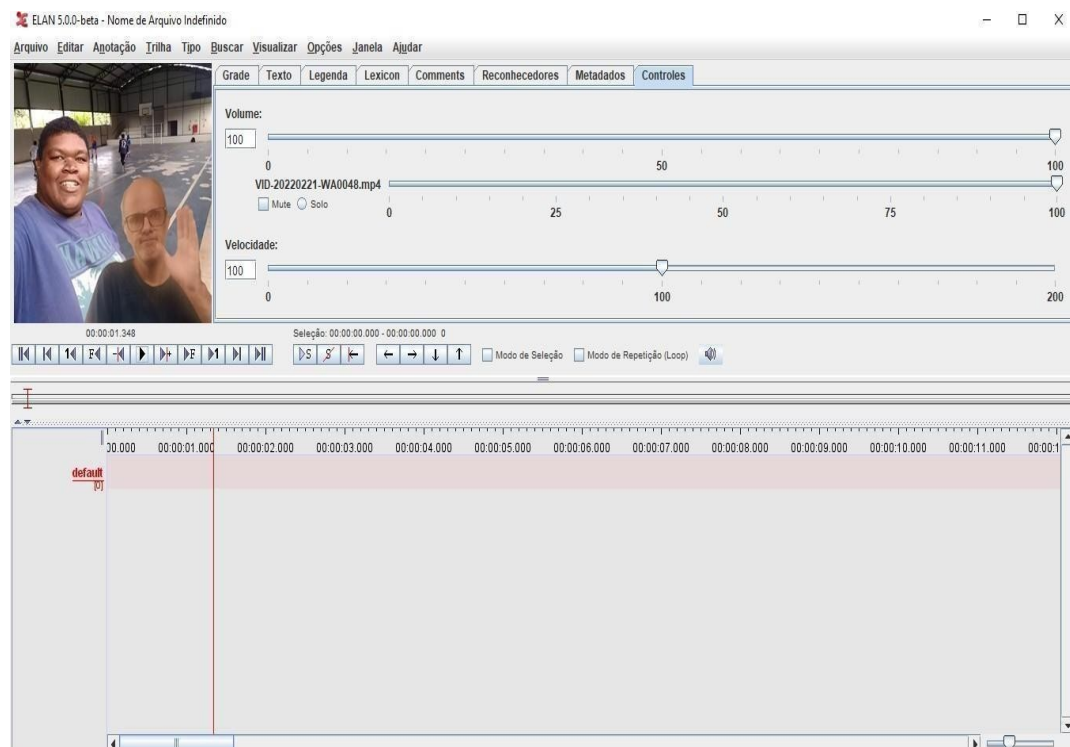 ELAN 5.0.0-beta - Nome de Arquivo Indefinido
Arquivo Editar Anotação Trilha Tipo Buscar Visualizar Opções Janela Ajudar
Grade Texto Legenda Lexicon Comments Reconhecedores Metadados Controles
Volume:
100
0 50 100
VID-20220221-WA0048.mp4
Mute Solo
0 25 50 75 100
Velocidade:
100
0 100 200
00:00:01.348 Seleção: 00:00:00.000 - 00:00:00.000 0
1 F F 1 S S Modo de Seleção Modo de Repetição (Loop)
00.000 00:00:01.000 00:00:02.000 00:00:03.000 00:00:04.000 00:00:05.000 00:00:06.000 00:00:07.000 00:00:08.000 00:00:09.000 00:00:10.000 00:00:11.000 00:00:1
default
[0]